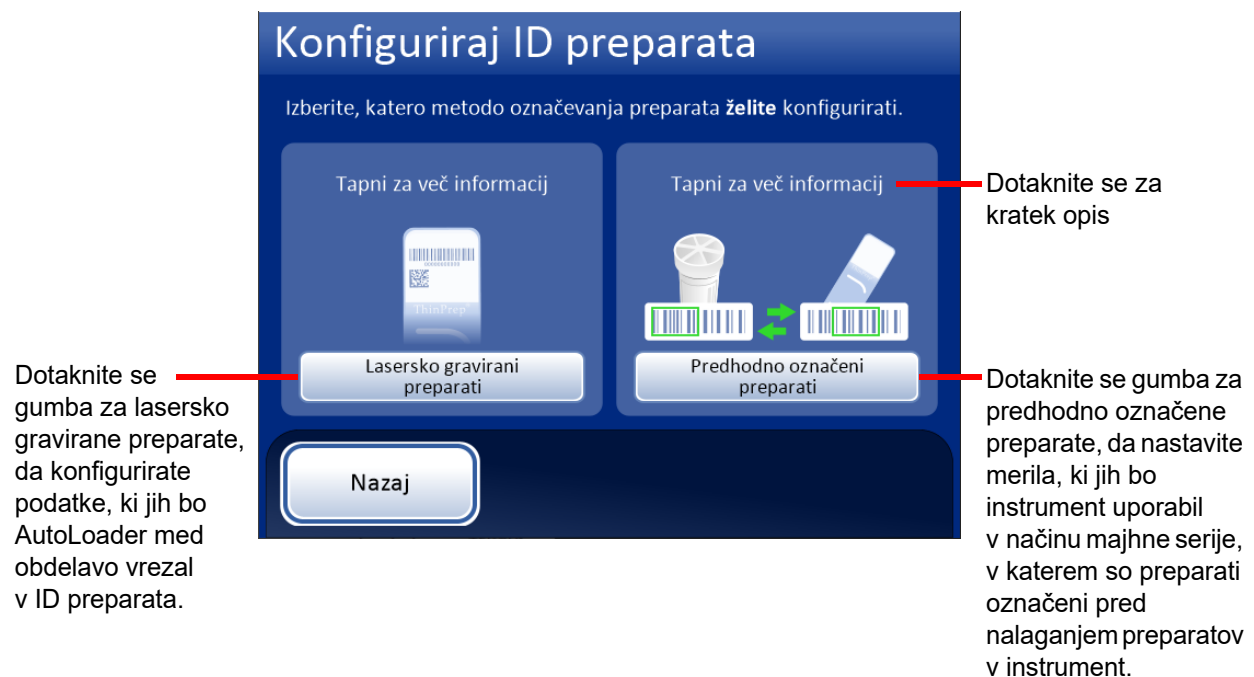 Konfiguriraj ID preparata
Izberite, katero metodo označevanja preparata želite konfigurirati.
Tapni za več informacij
ThinPrep
Lasersko gravirani
preparati
Tapni za več informacij
Predhodno označeni
preparati
Nazaj
Dotaknite se za
kratek opis
Dotaknite se
gumba za lasersko
gravirane preparate,
da konfigurirate
podatke, ki jih bo
AutoLoader med
obdelavo vrezal
v ID preparata.
Dotaknite se gumba za
predhodno označene
preparate, da nastavite
merila, ki jih bo
instrument uporabil
v načinu majhne serije,
v katerem so preparati
označeni pred
nalaganjem preparatov
v instrument.